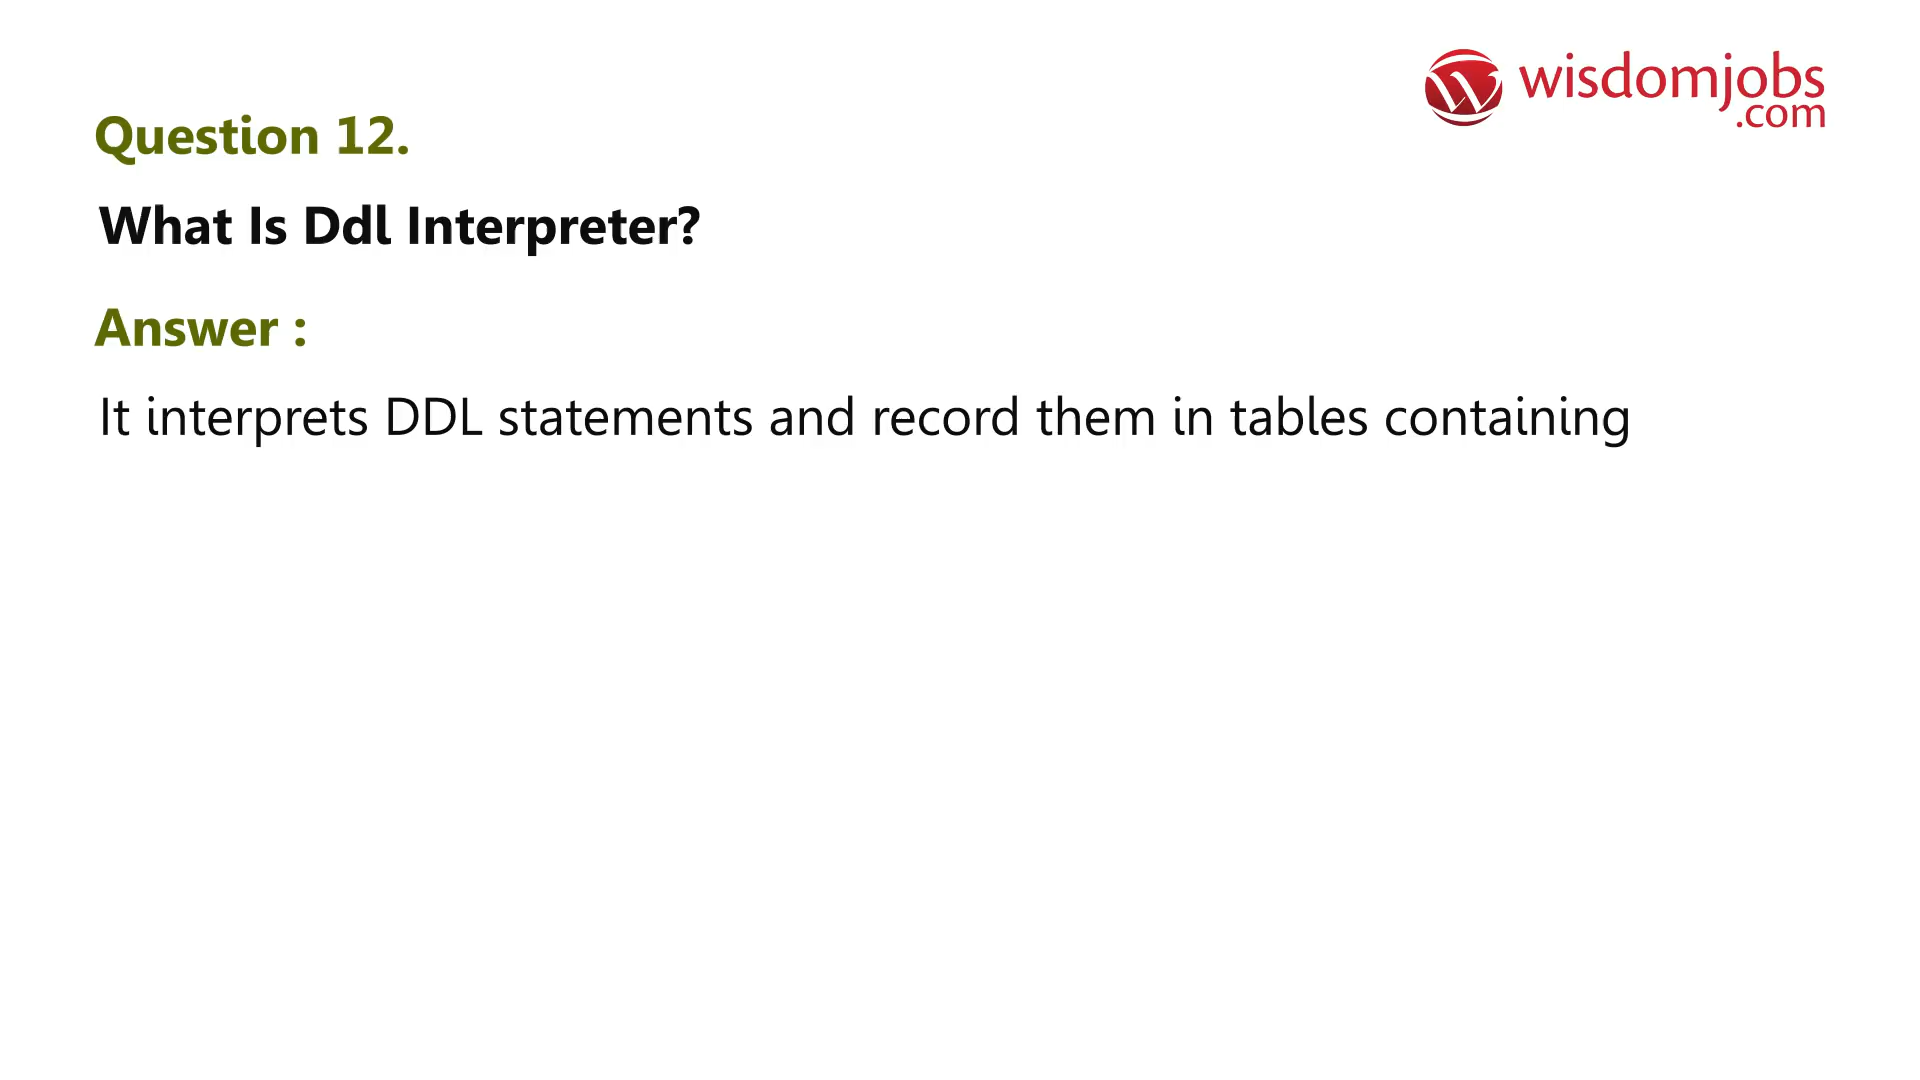 wisdomjobs
.com
Question 12.
What Is Ddl Interpreter?
Answer :
It interprets DDL statements and record them in tables containing